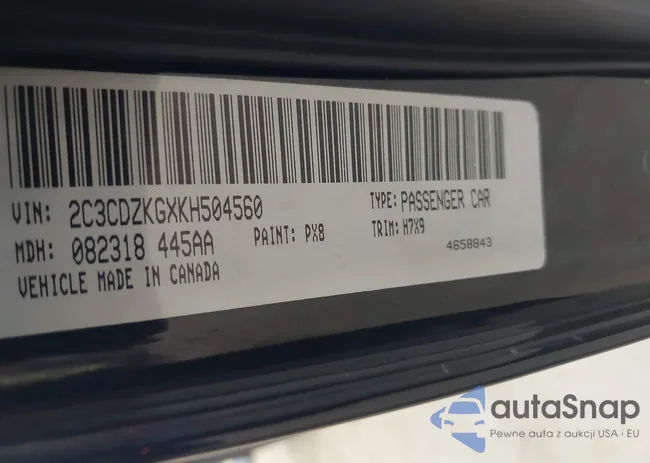 VIN: 2C3CDZKGXKH504560 TYPE: PASSENGER CAR
MDH: 082318 445AA PAINT: PX8 TRIM: H7X9
4658843
VEHICLE MADE IN CANADA
autaSnap
Pewne auta z aukcji USA i EU